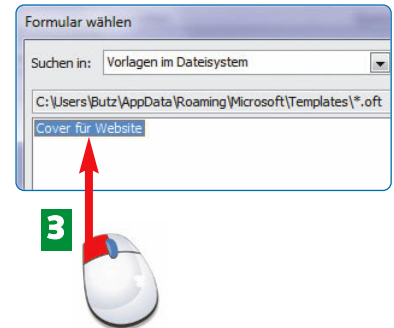 Formular wählen
Suchen in: Vorlagen im Dateisystem
C:\Users\Butz\AppData\Roaming\Microsoft\Templates\*.oft
Cover für Website
3